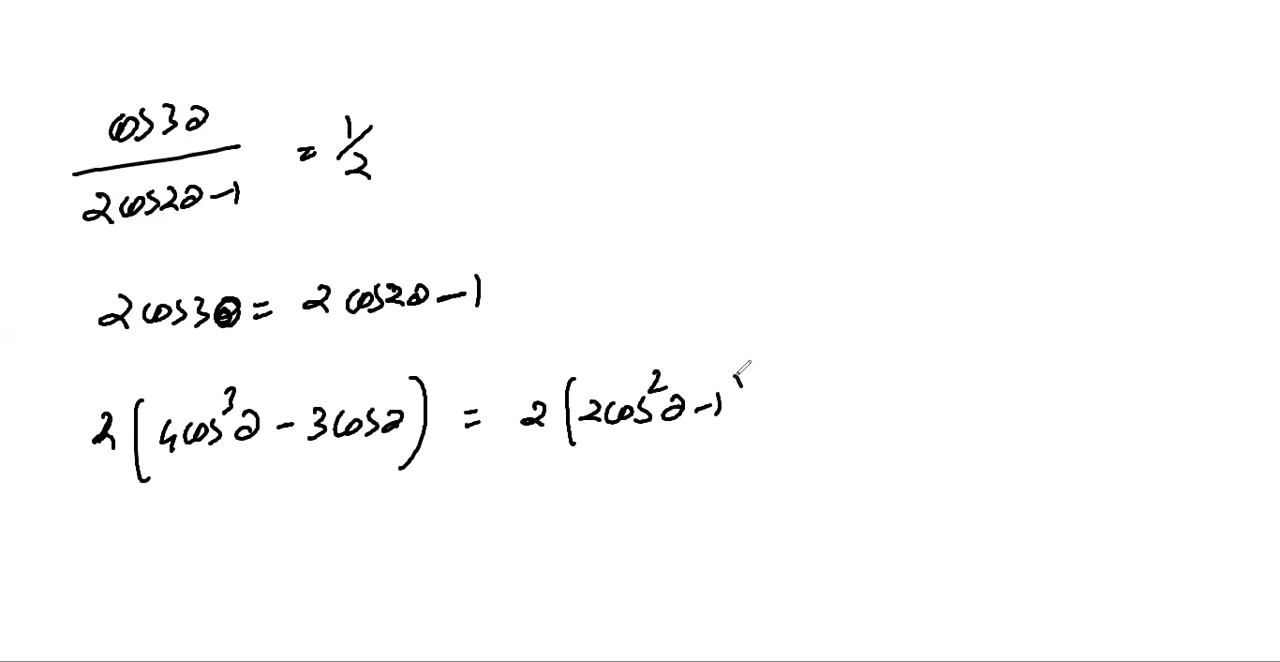 cos3θ / 2cos2θ-1 = 1/2
2cos3θ = 2cos2θ-1
2(4cos³θ - 3cosθ) = 2(2cos²θ-1